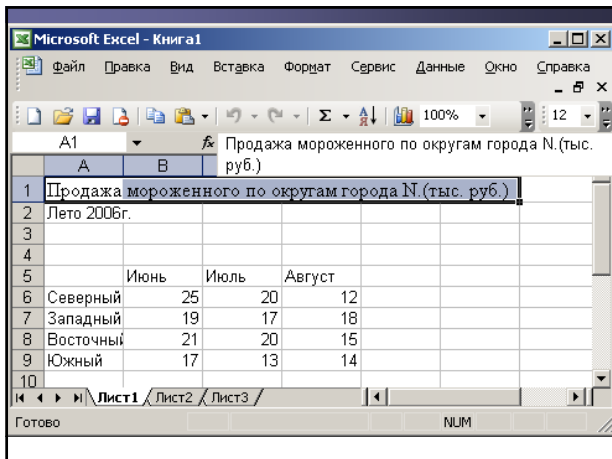 Microsoft Excel - Книга1
Файл Правка Вид Вставка Формат Сервис Данные Окно Справка
Σ 100% 12
A1 fx Продажа мороженного по округам города N.(тыс.
руб.)
A B
1 Продажа мороженного по округам города N.(тыс. руб.)
2 Лето 2006г.
3
4
5 Июнь Июль Август
6 Северный 25 20 12
7 Западный 19 17 18
8 Восточный 21 20 15
9 Южный 17 13 14
10
Лист1 Лист2 Лист3
Готово NUM